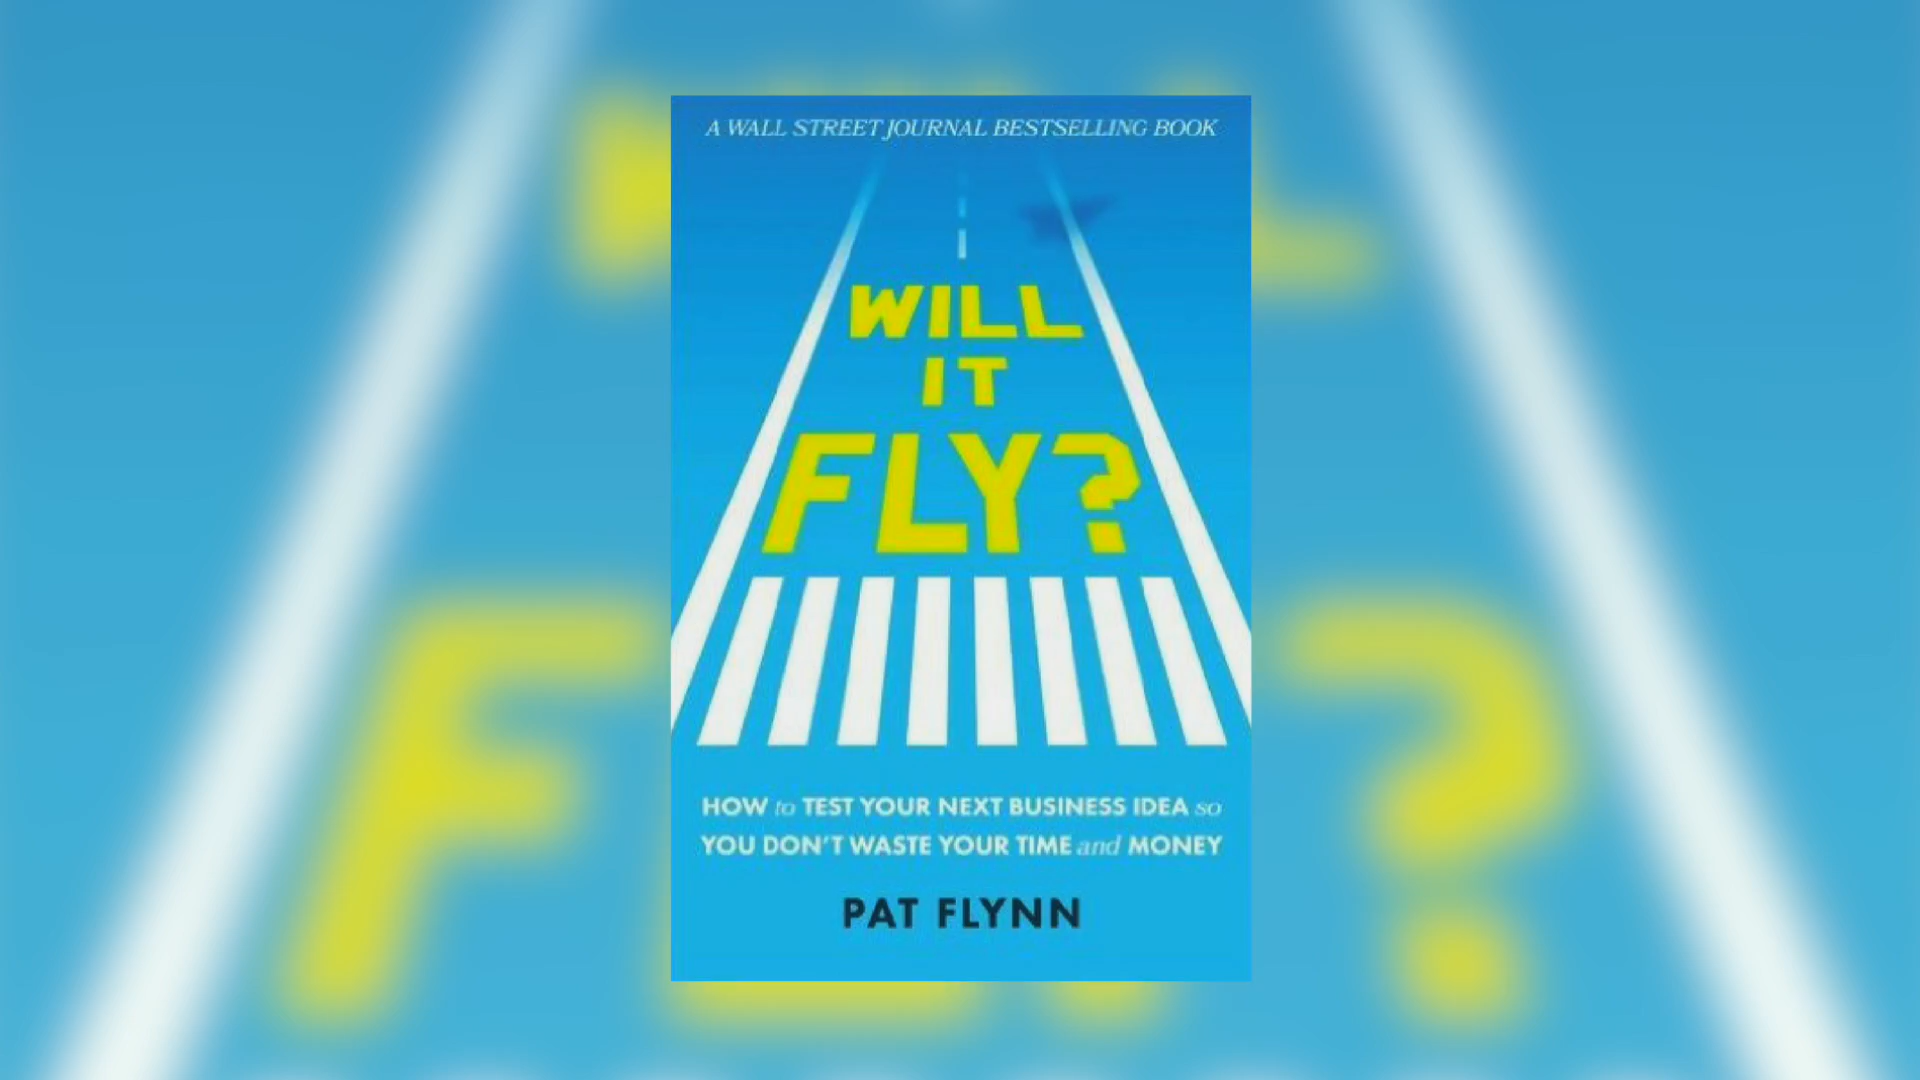 A WALL STREET JOURNAL BESTSELLING BOOK
WILL
IT
FLY?
HOW to TEST YOUR NEXT BUSINESS IDEA so
YOU DON'T WASTE YOUR TIME and MONEY
PAT FLYNN